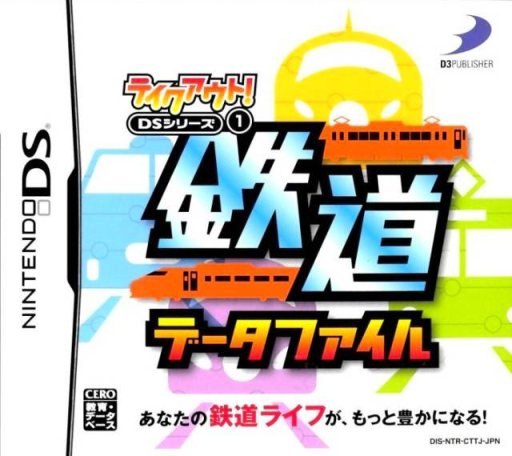 D3PUBLISHER
テイクアウト!
DSシリーズ 1
鉄道
データファイル
NINTENDO DS
CERO
教育・
データ
ベース
あなたの鉄道ライフが、もっと豊かになる!
DIS-NTR-CTTJ-JPN